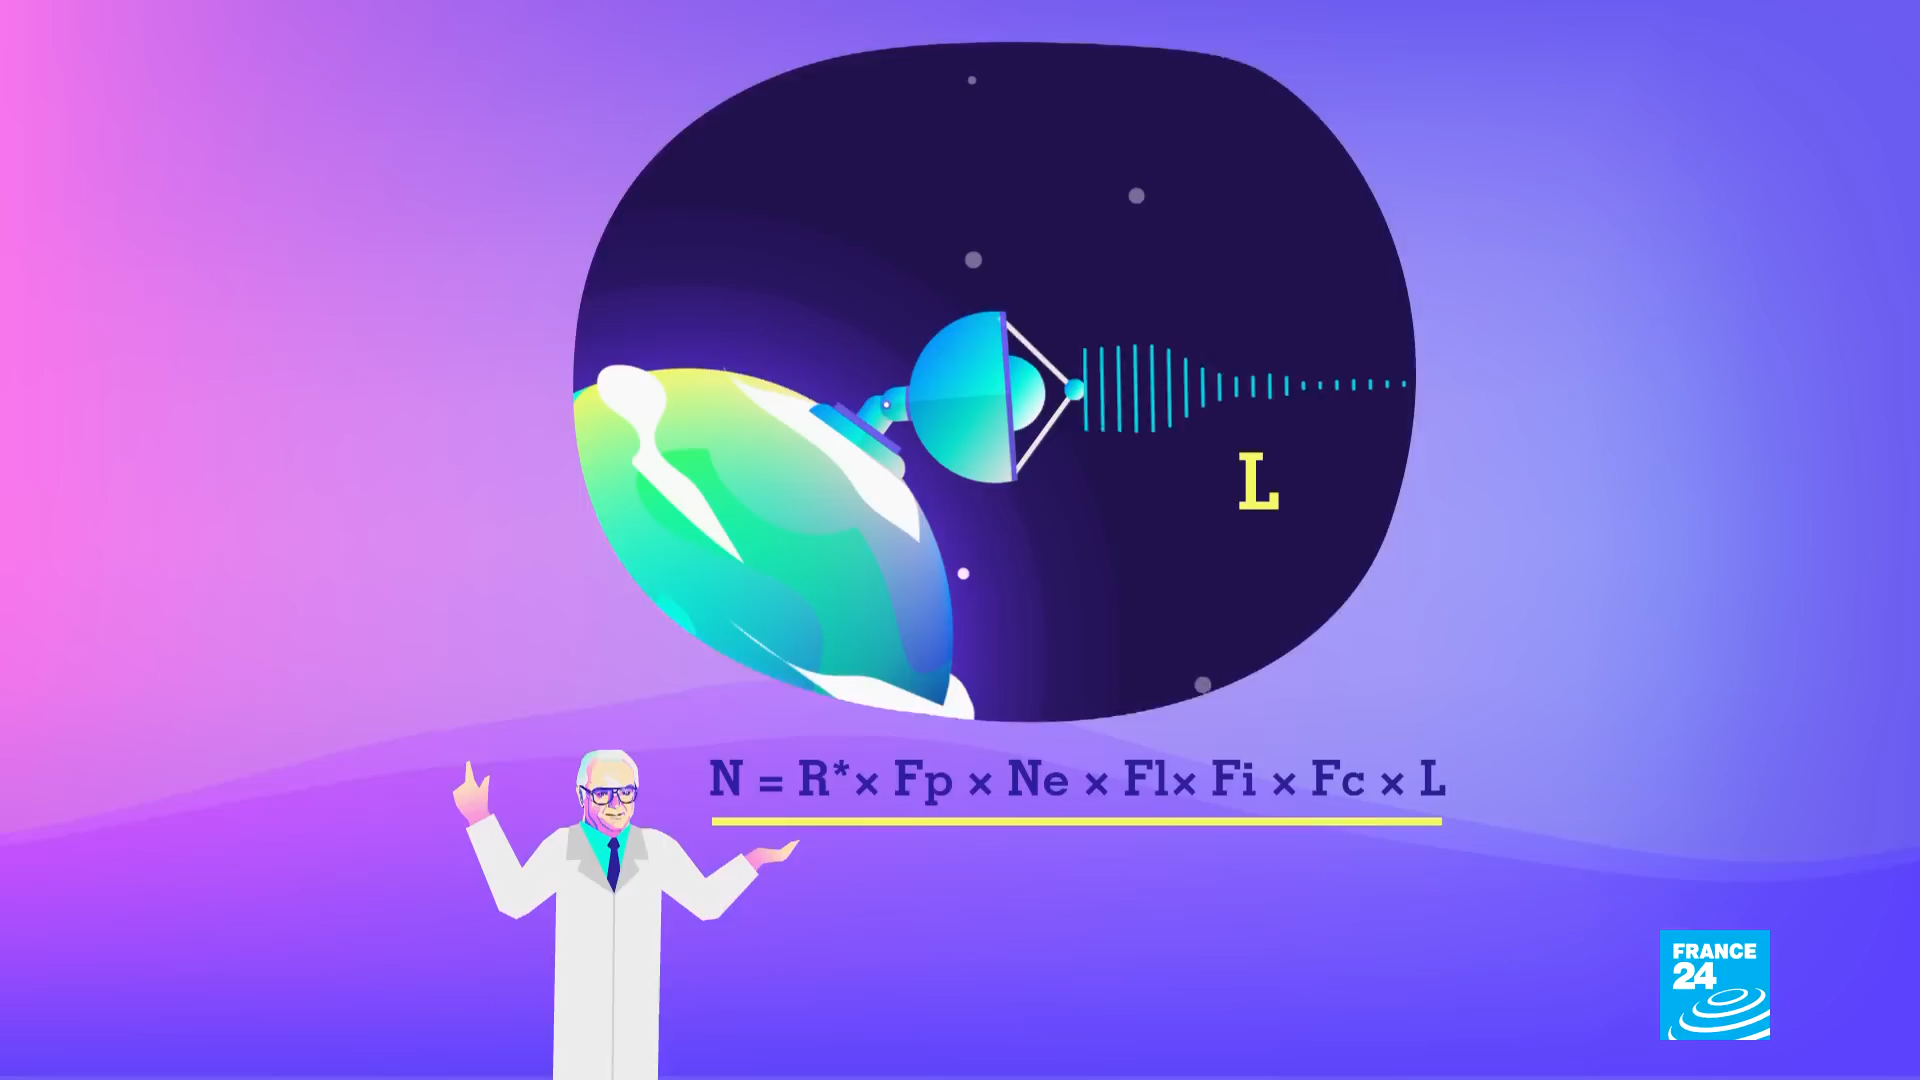 L
N = R*× Fp × Ne × Fl× Fi × Fc × L
FRANCE
24